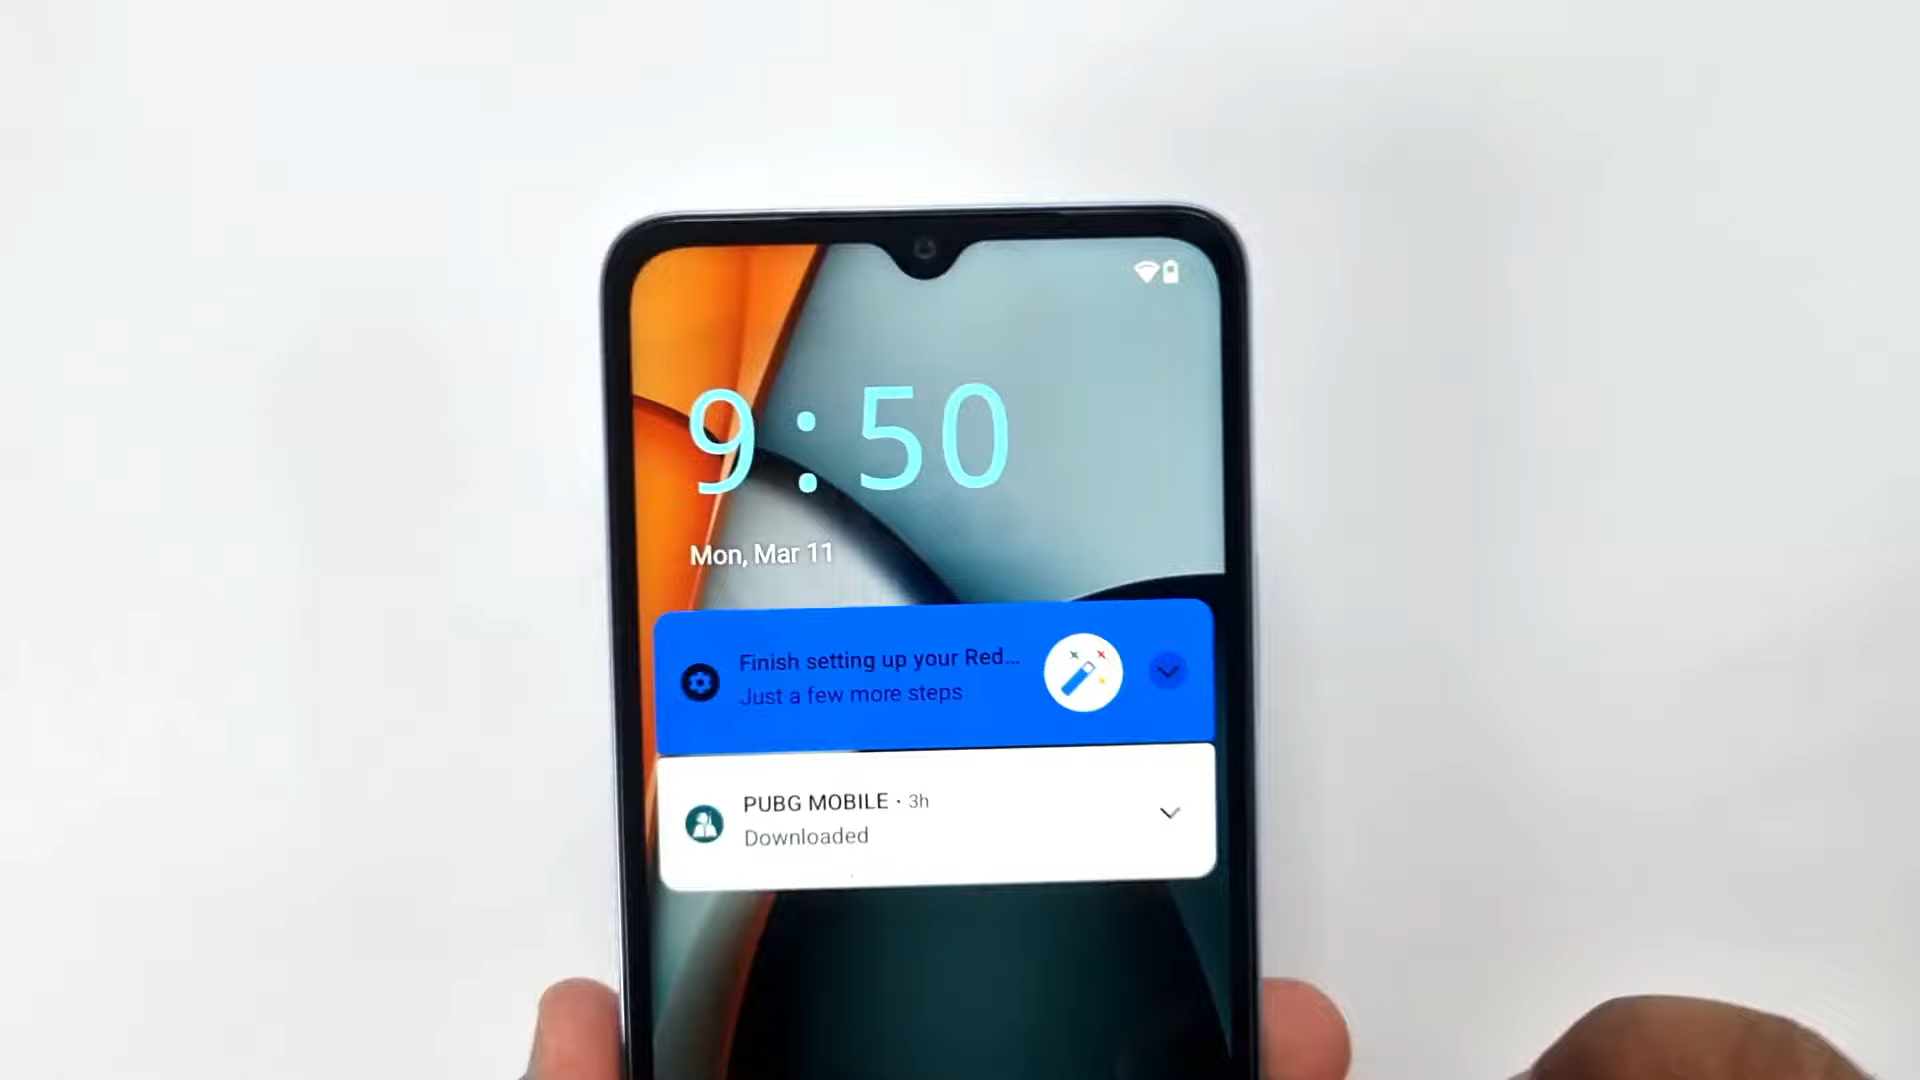 9:50
Mon, Mar 11
Finish setting up your Red...
Just a few more steps
PUBG MOBILE · 3h
Downloaded